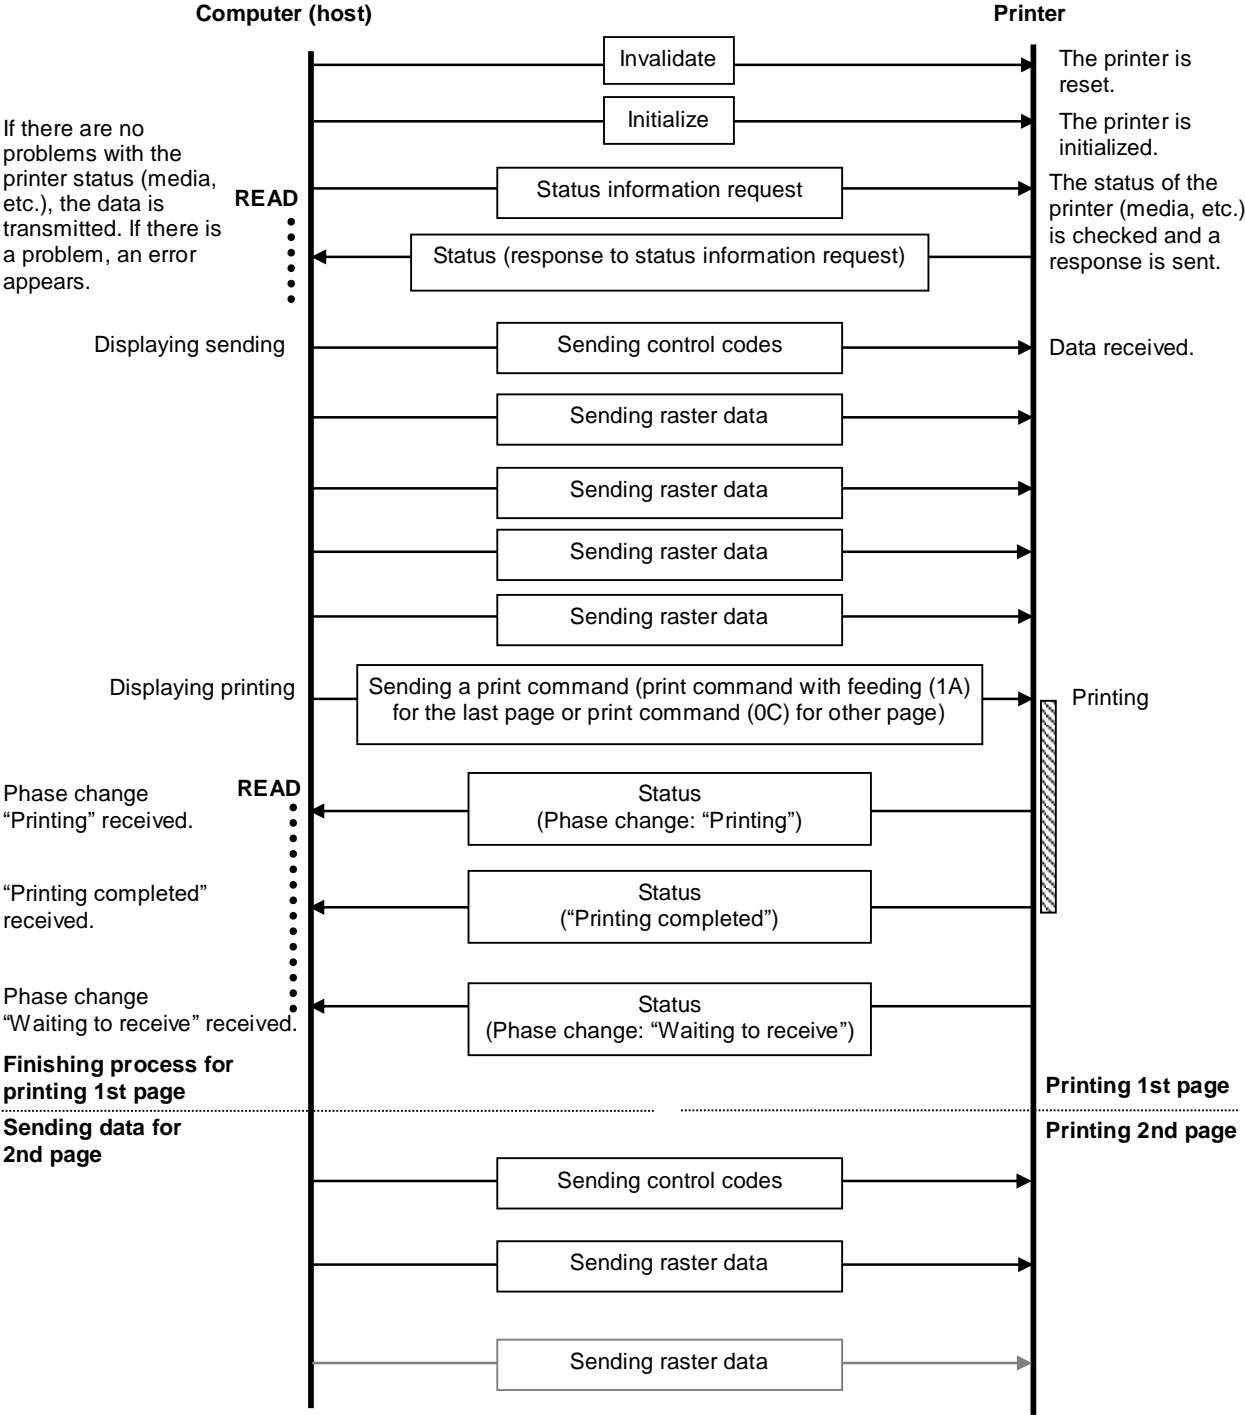 Computer (host)
Printer
Invalidate
The printer is
reset.
Initialize
The printer is
initialized.
If there are no
problems with the
printer status (media,
etc.), the data is
transmitted. If there is
a problem, an error
appears.
READ
Status information request
The status of the
printer (media, etc.)
is checked and a
response is sent.
Status (response to status information request)
Displaying sending
Sending control codes
Data received.
Sending raster data
Sending raster data
Sending raster data
Sending raster data
Displaying printing
Sending a print command (print command with feeding (1A)
for the last page or print command (0C) for other page)
Printing
Phase change
“Printing” received.
READ
Status
(Phase change: “Printing”)
“Printing completed”
received.
Status
(“Printing completed”)
Phase change
“Waiting to receive” received.
Status
(Phase change: “Waiting to receive”)
Finishing process for
printing 1st page
Printing 1st page
Sending data for
2nd page
Printing 2nd page
Sending control codes
Sending raster data
Sending raster data